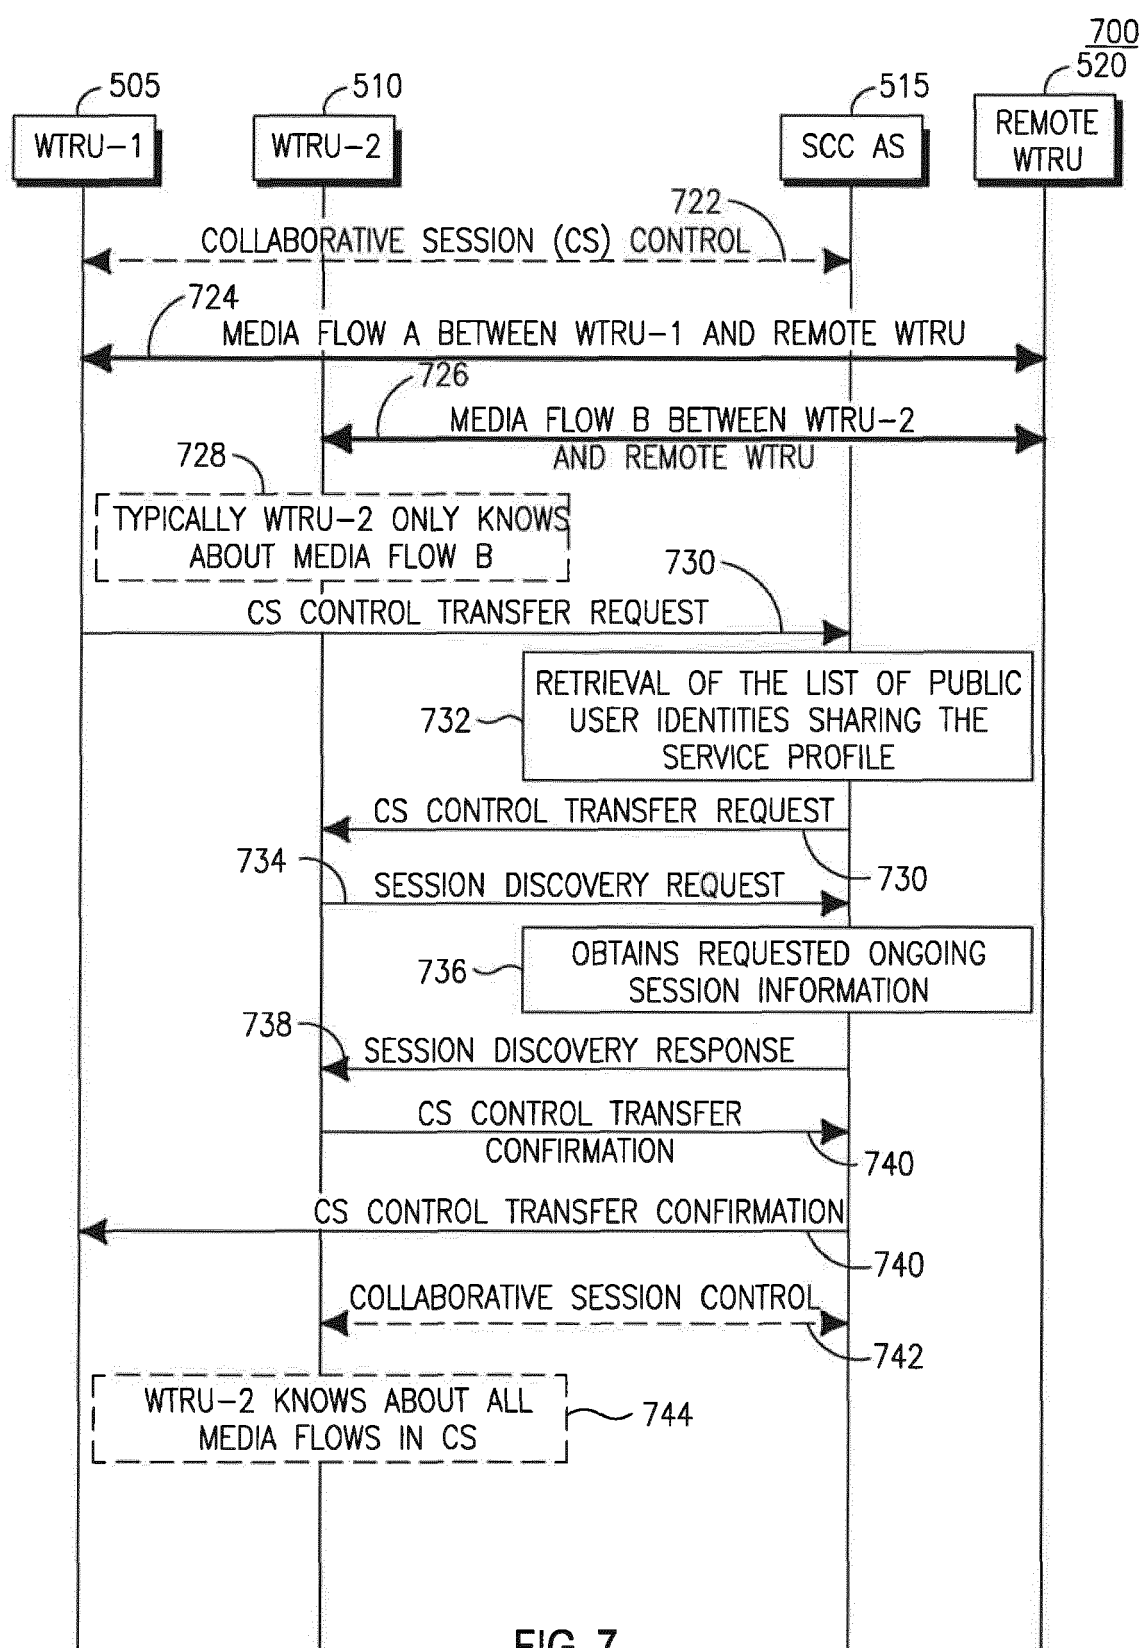 700
505
510
515
520
WTRU-1
WTRU-2
SCC AS
REMOTE
WTRU
722
COLLABORATIVE SESSION (CS) CONTROL
724
MEDIA FLOW A BETWEEN WTRU-1 AND REMOTE WTRU
726
MEDIA FLOW B BETWEEN WTRU-2
AND REMOTE WTRU
728
TYPICALLY WTRU-2 ONLY KNOWS
ABOUT MEDIA FLOW B
730
CS CONTROL TRANSFER REQUEST
RETRIEVAL OF THE LIST OF PUBLIC
USER IDENTITIES SHARING THE
SERVICE PROFILE
732
CS CONTROL TRANSFER REQUEST
730
734
SESSION DISCOVERY REQUEST
OBTAINS REQUESTED ONGOING
SESSION INFORMATION
736
738
SESSION DISCOVERY RESPONSE
CS CONTROL TRANSFER
CONFIRMATION
740
CS CONTROL TRANSFER CONFIRMATION
740
COLLABORATIVE SESSION CONTROL
742
WTRU-2 KNOWS ABOUT ALL
MEDIA FLOWS IN CS
744
FIG. 7